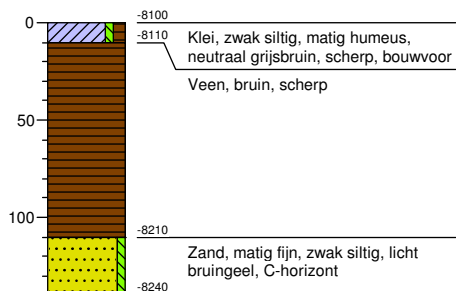 0
-8100
-8110
Klei, zwak siltig, matig humeus,
neutraal grijsbruin, scherp, bouwvoor
Veen, bruin, scherp
50
100
-8210
Zand, matig fijn, zwak siltig, licht
bruingeel, C-horizont
-8240